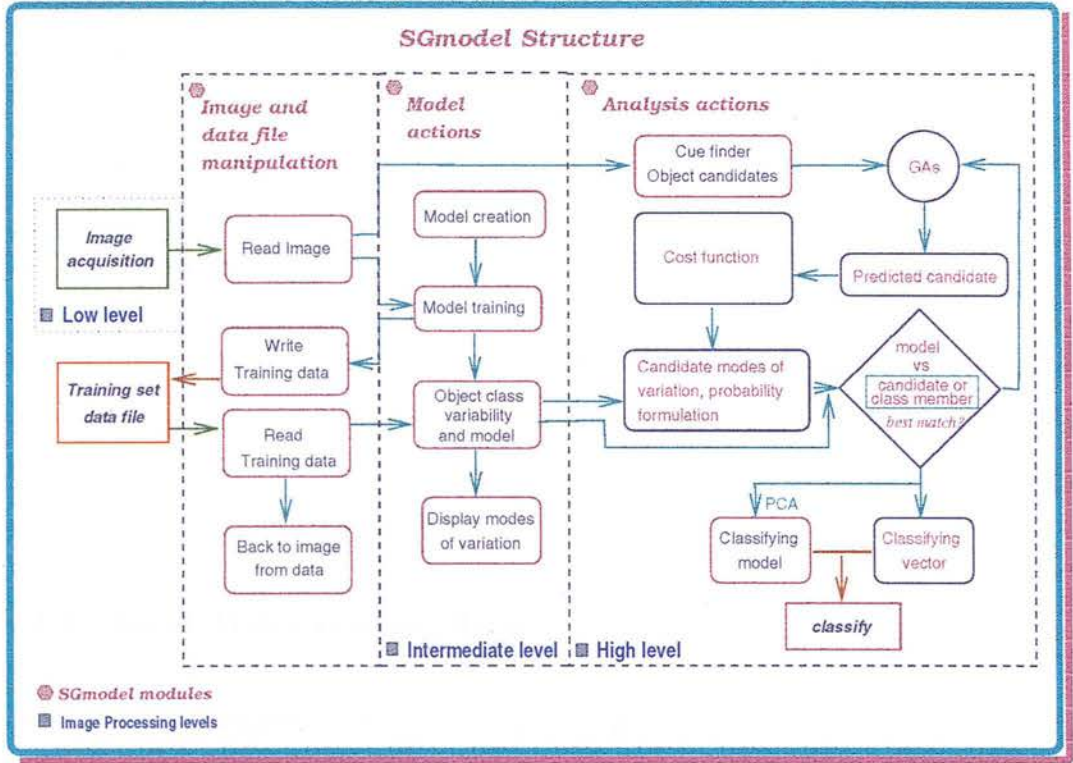 SGmodel Structure
Image and
data file
manipulation
Model
actions
Analysis actions
Image
acquisition
Low level
Training set
data file
Read Image
Write
Training data
Read
Training data
Back to image
from data
Model creation
Model training
Object class
variability
and model
Display modes
of variation
Intermediate level
Cue finder
Object candidates
GAs
Cost function
Predicted candidate
Candidate modes of
variation, probability
formulation
model
vs
candidate or
class member
best match?
PCA
Classifying
model
Classifying
vector
classify
High level
SGmodel modules
Image Processing levels